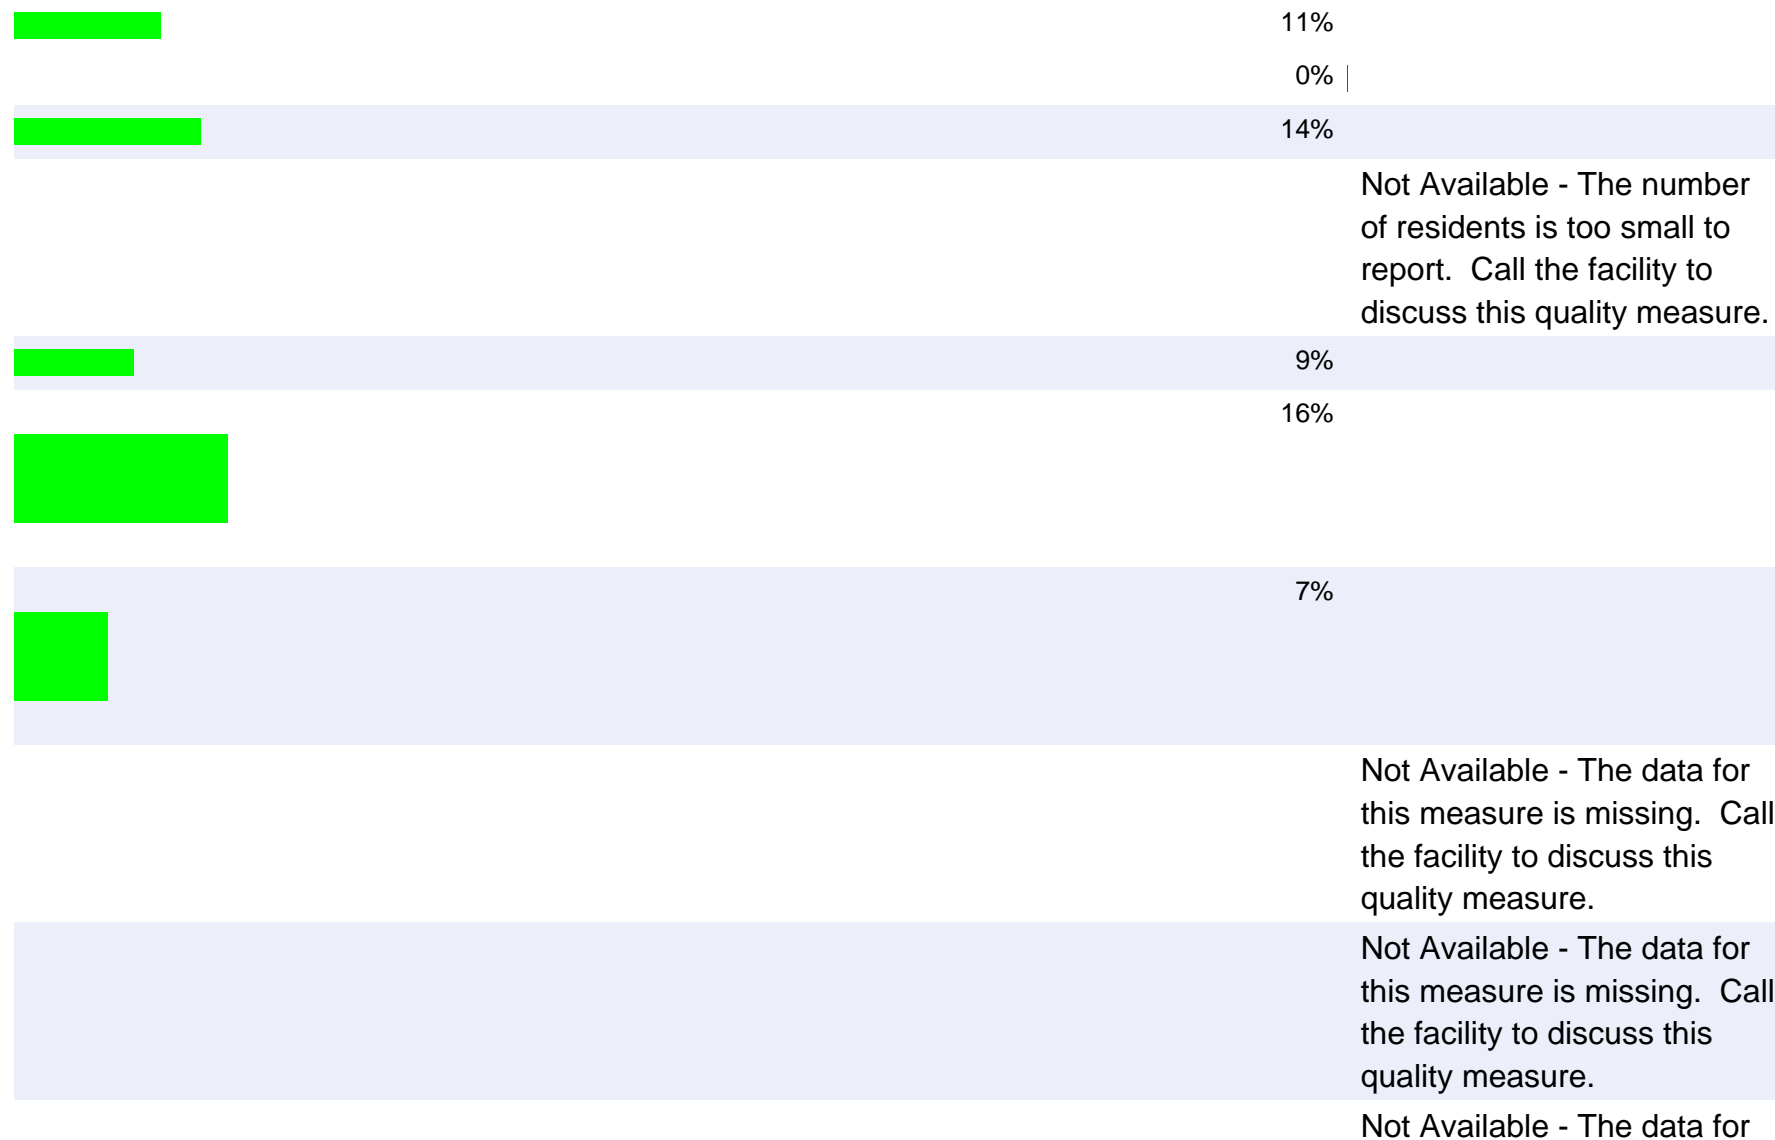 11%
0%
14%
Not Available - The number
of residents is too small to
report.  Call the facility to
discuss this quality measure.
9%
16%
7%
Not Available - The data for
this measure is missing.  Call
the facility to discuss this
quality measure.
Not Available - The data for
this measure is missing.  Call
the facility to discuss this
quality measure.
Not Available - The data for